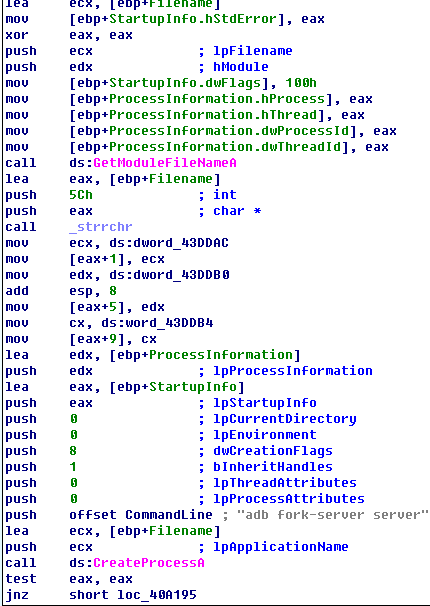 lea ecx, [ebp+Filename]
mov [ebp+StartupInfo.hStdError], eax
xor eax, eax
push ecx ; lpFilename
push edx ; hModule
mov [ebp+StartupInfo.dwFlags], 100h
mov [ebp+ProcessInformation.hProcess], eax
mov [ebp+ProcessInformation.hThread], eax
mov [ebp+ProcessInformation.dwProcessId], eax
mov [ebp+ProcessInformation.dwThreadId], eax
call ds:GetModuleFileNameA
lea eax, [ebp+Filename]
push 5Ch ; int
push eax ; char *
call _strrchr
mov ecx, ds:dword_43DDAC
mov [eax+1], ecx
mov edx, ds:dword_43DDB0
add esp, 8
mov [eax+5], edx
mov cx, ds:word_43DDB4
mov [eax+9], cx
lea edx, [ebp+ProcessInformation]
push edx ; lpProcessInformation
lea eax, [ebp+StartupInfo]
push eax ; lpStartupInfo
push 0 ; lpCurrentDirectory
push 0 ; lpEnvironment
push 8 ; dwCreationFlags
push 1 ; bInheritHandles
push 0 ; lpThreadAttributes
push 0 ; lpProcessAttributes
push offset CommandLine ; "adb fork-server server"
lea ecx, [ebp+Filename]
push ecx ; lpApplicationName
call ds:CreateProcessA
test eax, eax
jnz short loc_40A195